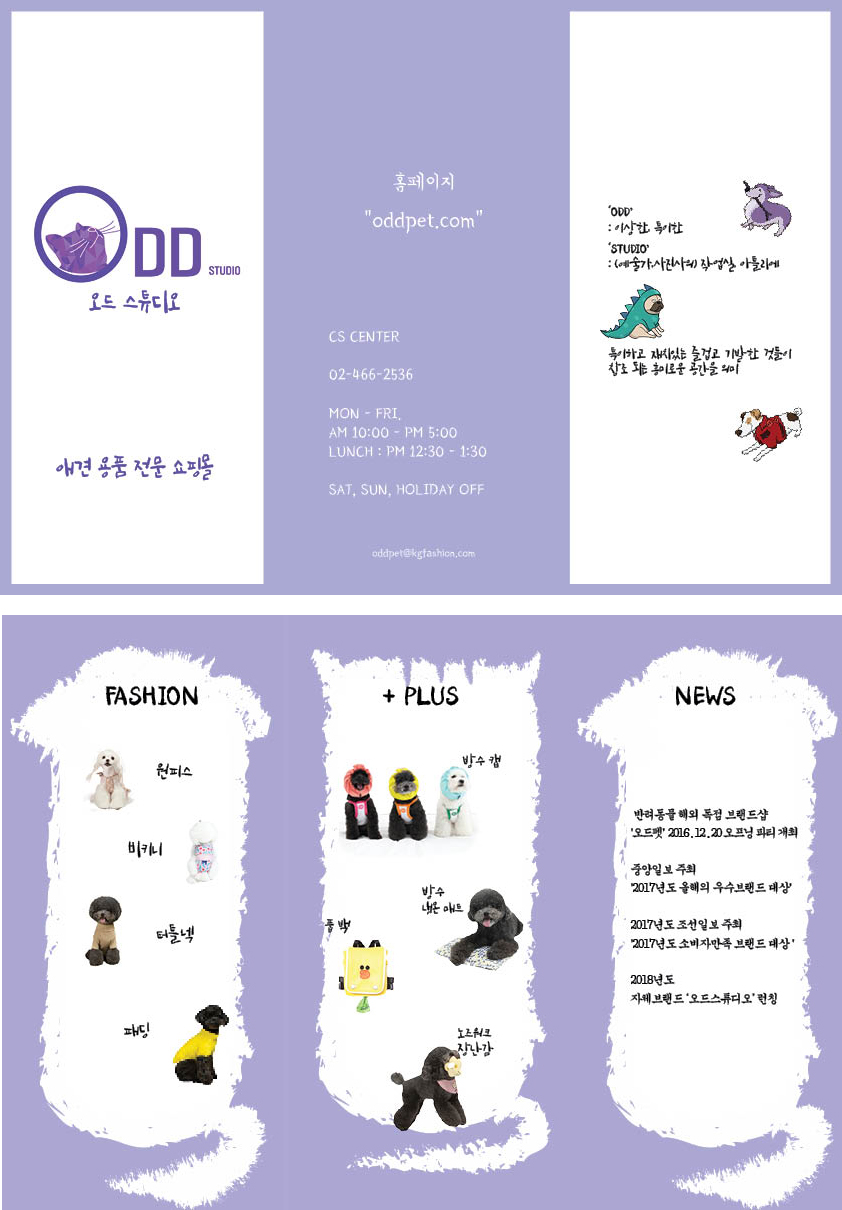 ODD STUDIO
오드 스튜디오
애견 용품 전문 쇼핑몰
홈페이지
"oddpet.com"
CS CENTER
02-466-2536
MON - FRI.
AM 10:00 - PM 5:00
LUNCH : PM 12:30 - 1:30
SAT, SUN, HOLIDAY OFF
oddpet@kgfashion.com
'ODD'
: 이상한, 특이한
'STUDIO'
: (예술가·사진사의) 작업실, 아틀리에
특이하고 재미있는 즐겁고 기발한 것들이
창조 되는 흥미로운 공간을 의미
FASHION
원피스
비키니
터틀넥
패딩
+ PLUS
방수 캡
방수
냉온 매트
풉 백
노즈워크
장난감
NEWS
반려동물 해외 독점 브랜드샵
'오드펫' 2016.12.20 오프닝 파티 개최
중앙일보 주최
'2017년도 올해의 우수브랜드 대상'
2017년도 조선일보 주최
'2017년도 소비자만족 브랜드 대상'
2018년도
자체브랜드 '오드스튜디오' 런칭